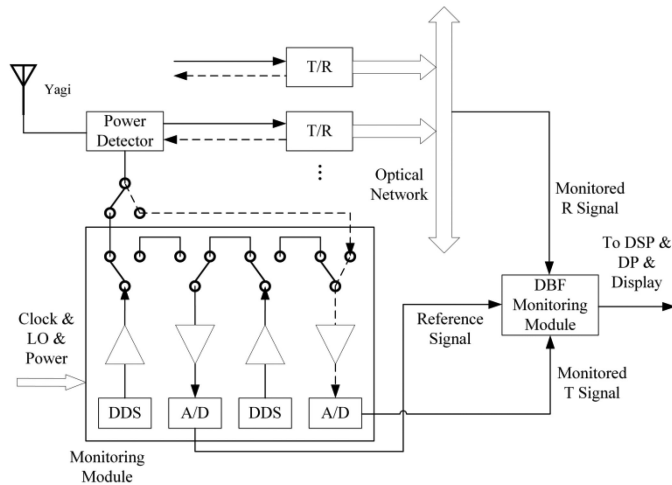 T/R
Yagi
Power
Detector
T/R
...
Optical
Network
Monitored
R Signal
To DSP &
DP &
Display
DBF
Monitoring
Module
Clock &
LO &
Power
Reference
Signal
Monitored
T Signal
DDS
A/D
DDS
A/D
Monitoring
Module